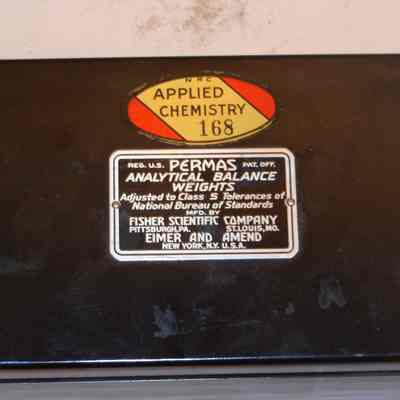 NRC
APPLIED
CHEMISTRY
168
REG. U.S. PERMAS PAT. OFF.
ANALYTICAL BALANCE
WEIGHTS
Adjusted to Class S Tolerances of
National Bureau of Standards
MFD. BY
FISHER SCIENTIFIC COMPANY
PITTSBURGH, PA. ST. LOUIS, MO.
EIMER AND AMEND
NEW YORK, N.Y. U.S.A.